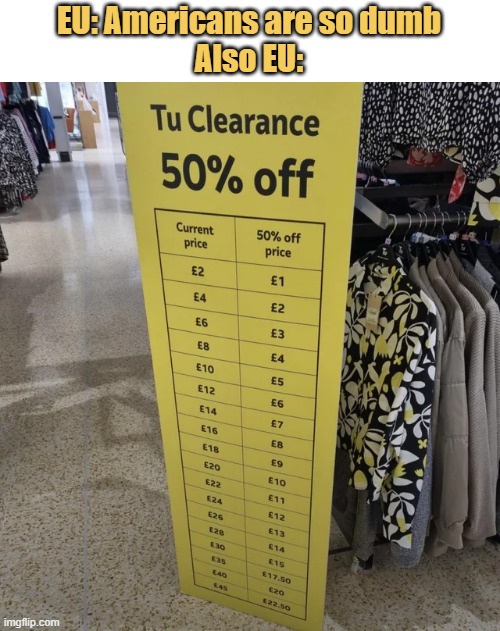 EU: Americans are so dumb
Also EU:
Tu Clearance
50% off
Current price
50% off price
£2 £1
£4 £2
£6 £3
£8 £4
£10 £5
£12 £6
£14 £7
£16 £8
£18 £9
£20 £10
£22 £11
£24 £12
£26 £13
£28 £14
£30 £15
£35 £17.50
£40 £20
£45 £22.50
imgflip.com